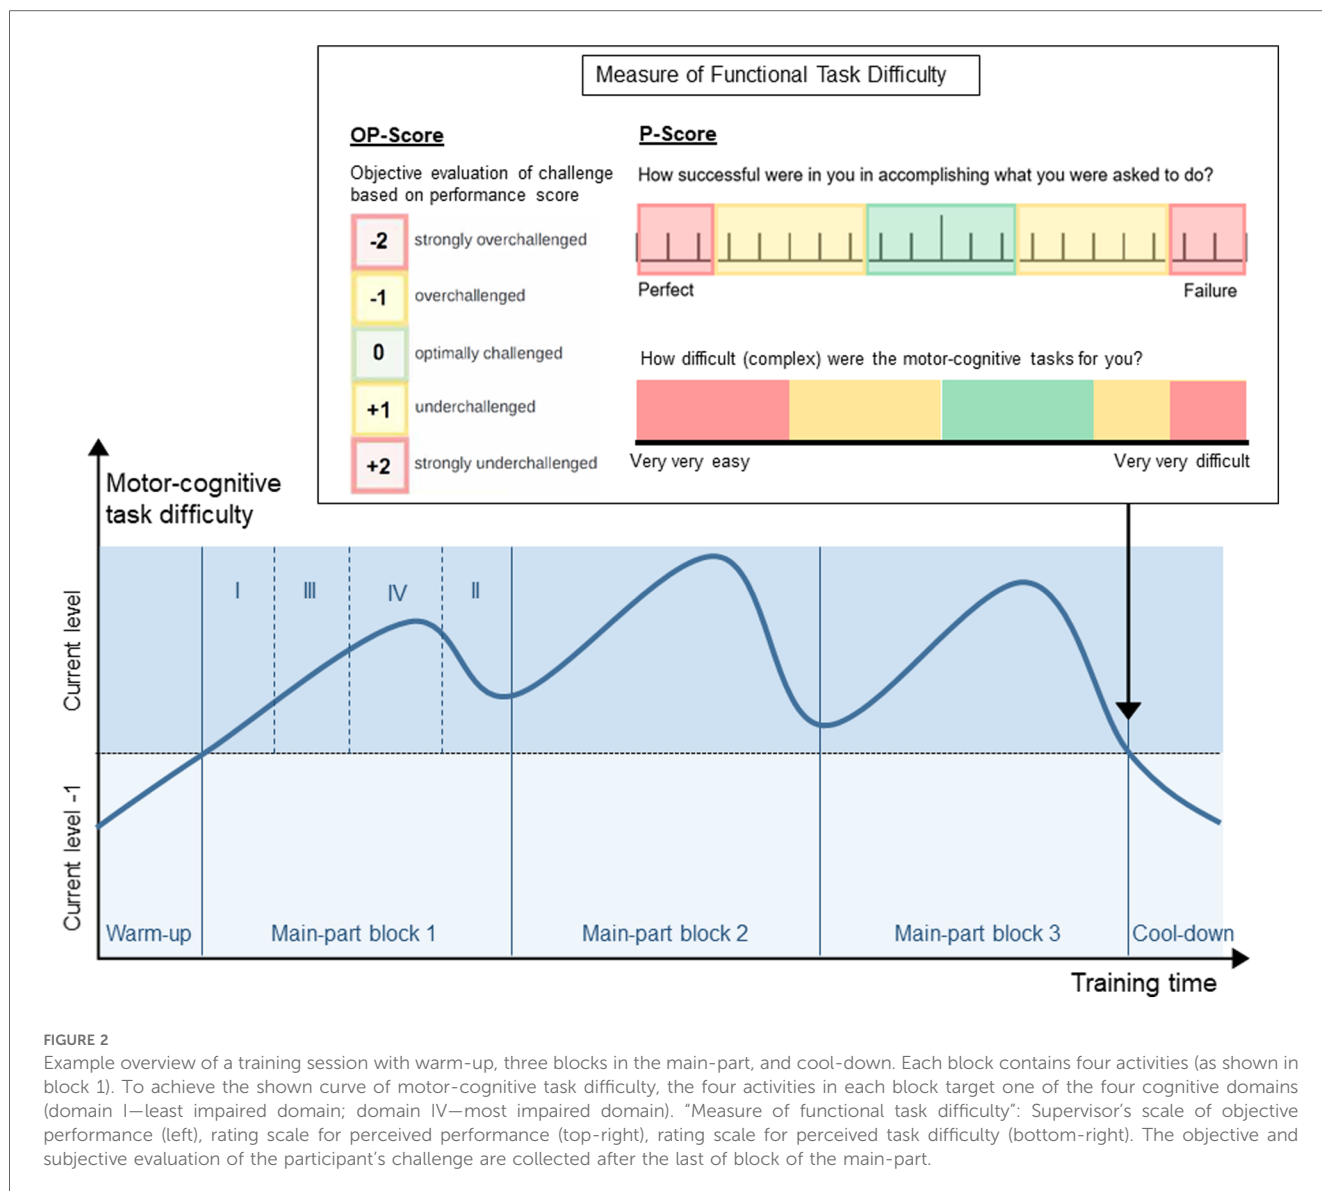 Measure of Functional Task Difficulty
OP-Score
Objective evaluation of challenge
based on performance score
-2 strongly overchallenged
-1 overchallenged
0 optimally challenged
+1 underchallenged
+2 strongly underchallenged
P-Score
How successful were in you in accomplishing what you were asked to do?
Perfect Failure
How difficult (complex) were the motor-cognitive tasks for you?
Very very easy Very very difficult
Motor-cognitive
task difficulty
Current level
Current level -1
I III IV II
Warm-up Main-part block 1 Main-part block 2 Main-part block 3 Cool-down
Training time
FIGURE 2
Example overview of a training session with warm-up, three blocks in the main-part, and cool-down. Each block contains four activities (as shown in
block 1). To achieve the shown curve of motor-cognitive task difficulty, the four activities in each block target one of the four cognitive domains
(domain I—least impaired domain; domain IV—most impaired domain). “Measure of functional task difficulty”: Supervisor’s scale of objective
performance (left), rating scale for perceived performance (top-right), rating scale for perceived task difficulty (bottom-right). The objective and
subjective evaluation of the participant’s challenge are collected after the last of block of the main-part.